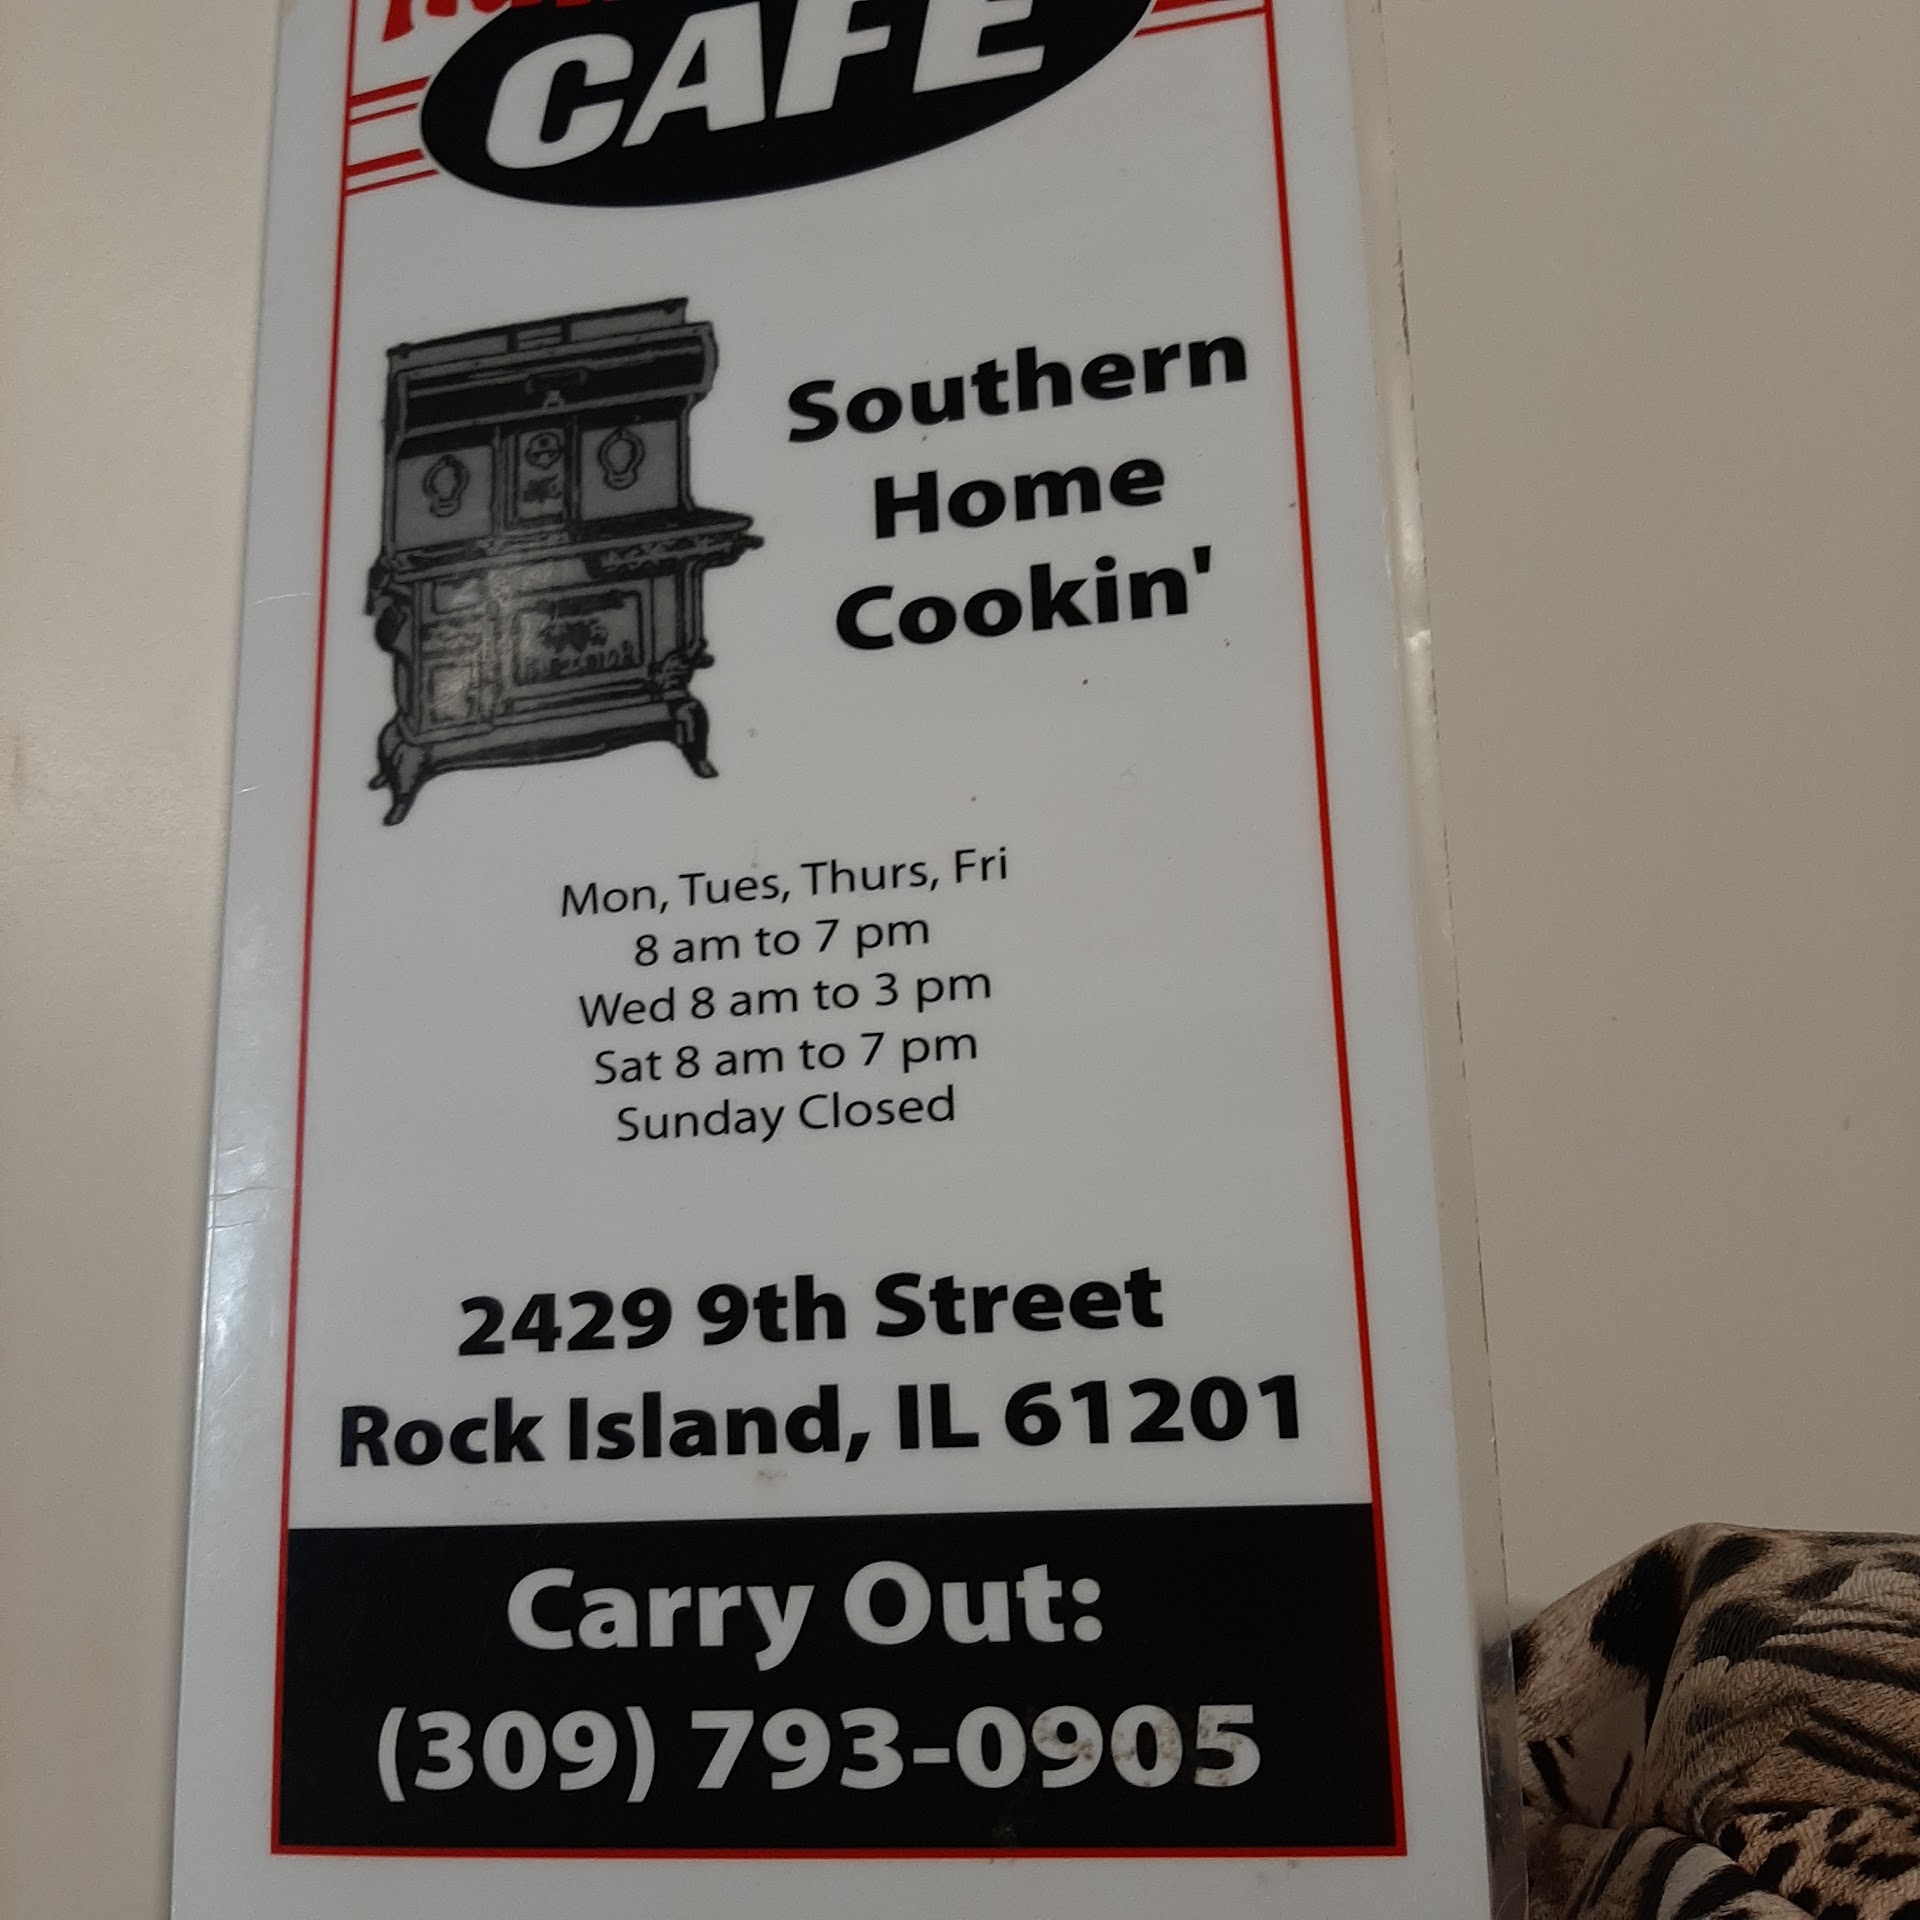 CAFE
Southern
Home
Cookin'
Mon, Tues, Thurs, Fri
8 am to 7 pm
Wed 8 am to 3 pm
Sat 8 am to 7 pm
Sunday Closed
2429 9th Street
Rock Island, IL 61201
Carry Out:
(309) 793-0905